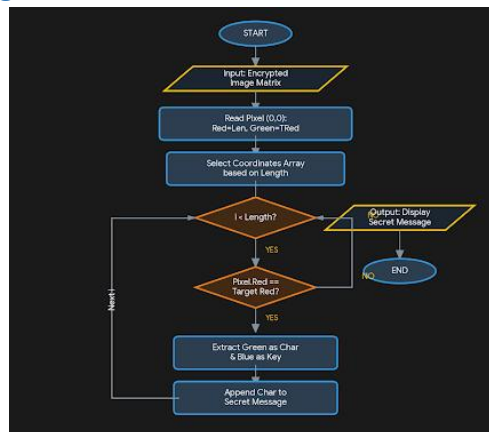 START
Input: Encrypted
Image Matrix
Read Pixel (0,0):
Red=Len, Green=TRed
Select Coordinates Array
based on Length
I < Length?
NO
Output: Display
Secret Message
YES
END
NO
Pixel.Red ==
Target Red?
YES
Next I
Extract Green as Char
& Blue as Key
Append Char to
Secret Message